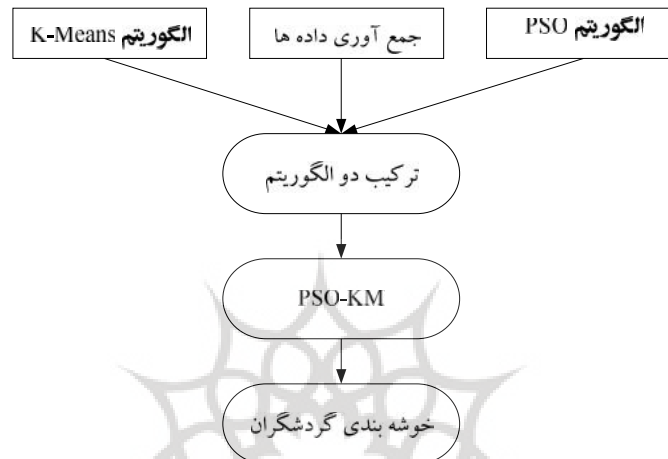 الگوریتم PSO
جمع آوری داده ها
الگوریتم K-Means
ترکیب دو الگوریتم
PSO-KM
خوشه بندی گردشگران